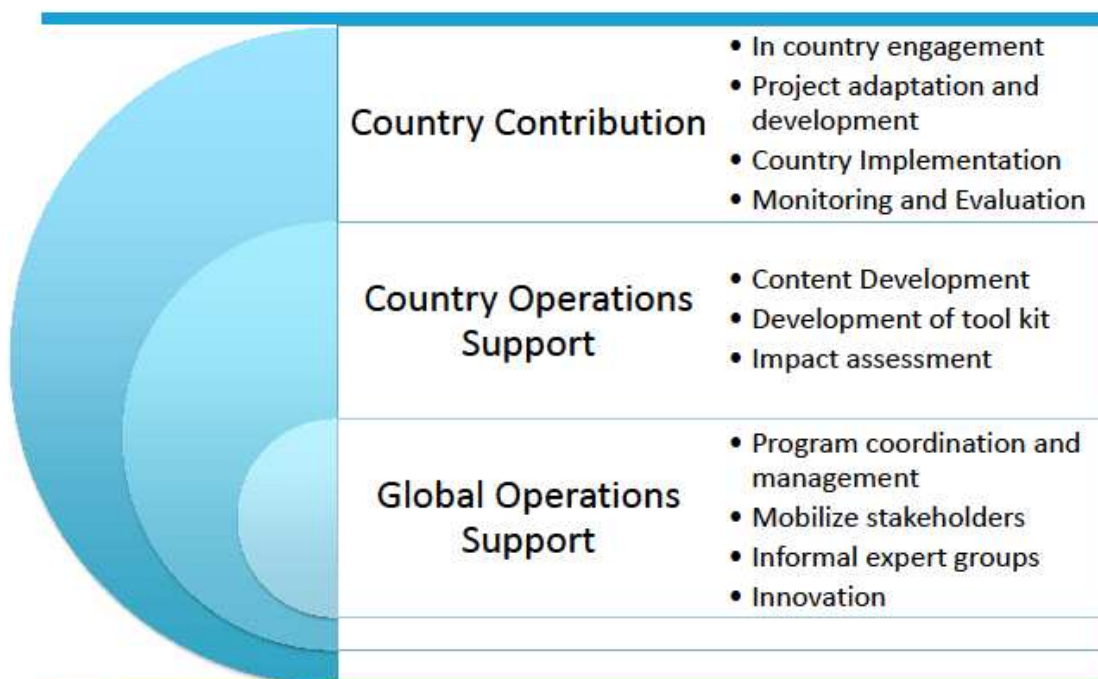 Country Contribution
• In country engagement
• Project adaptation and
development
• Country Implementation
• Monitoring and Evaluation
Country Operations
Support
• Content Development
• Development of tool kit
• Impact assessment
Global Operations
Support
• Program coordination and
management
• Mobilize stakeholders
• Informal expert groups
• Innovation